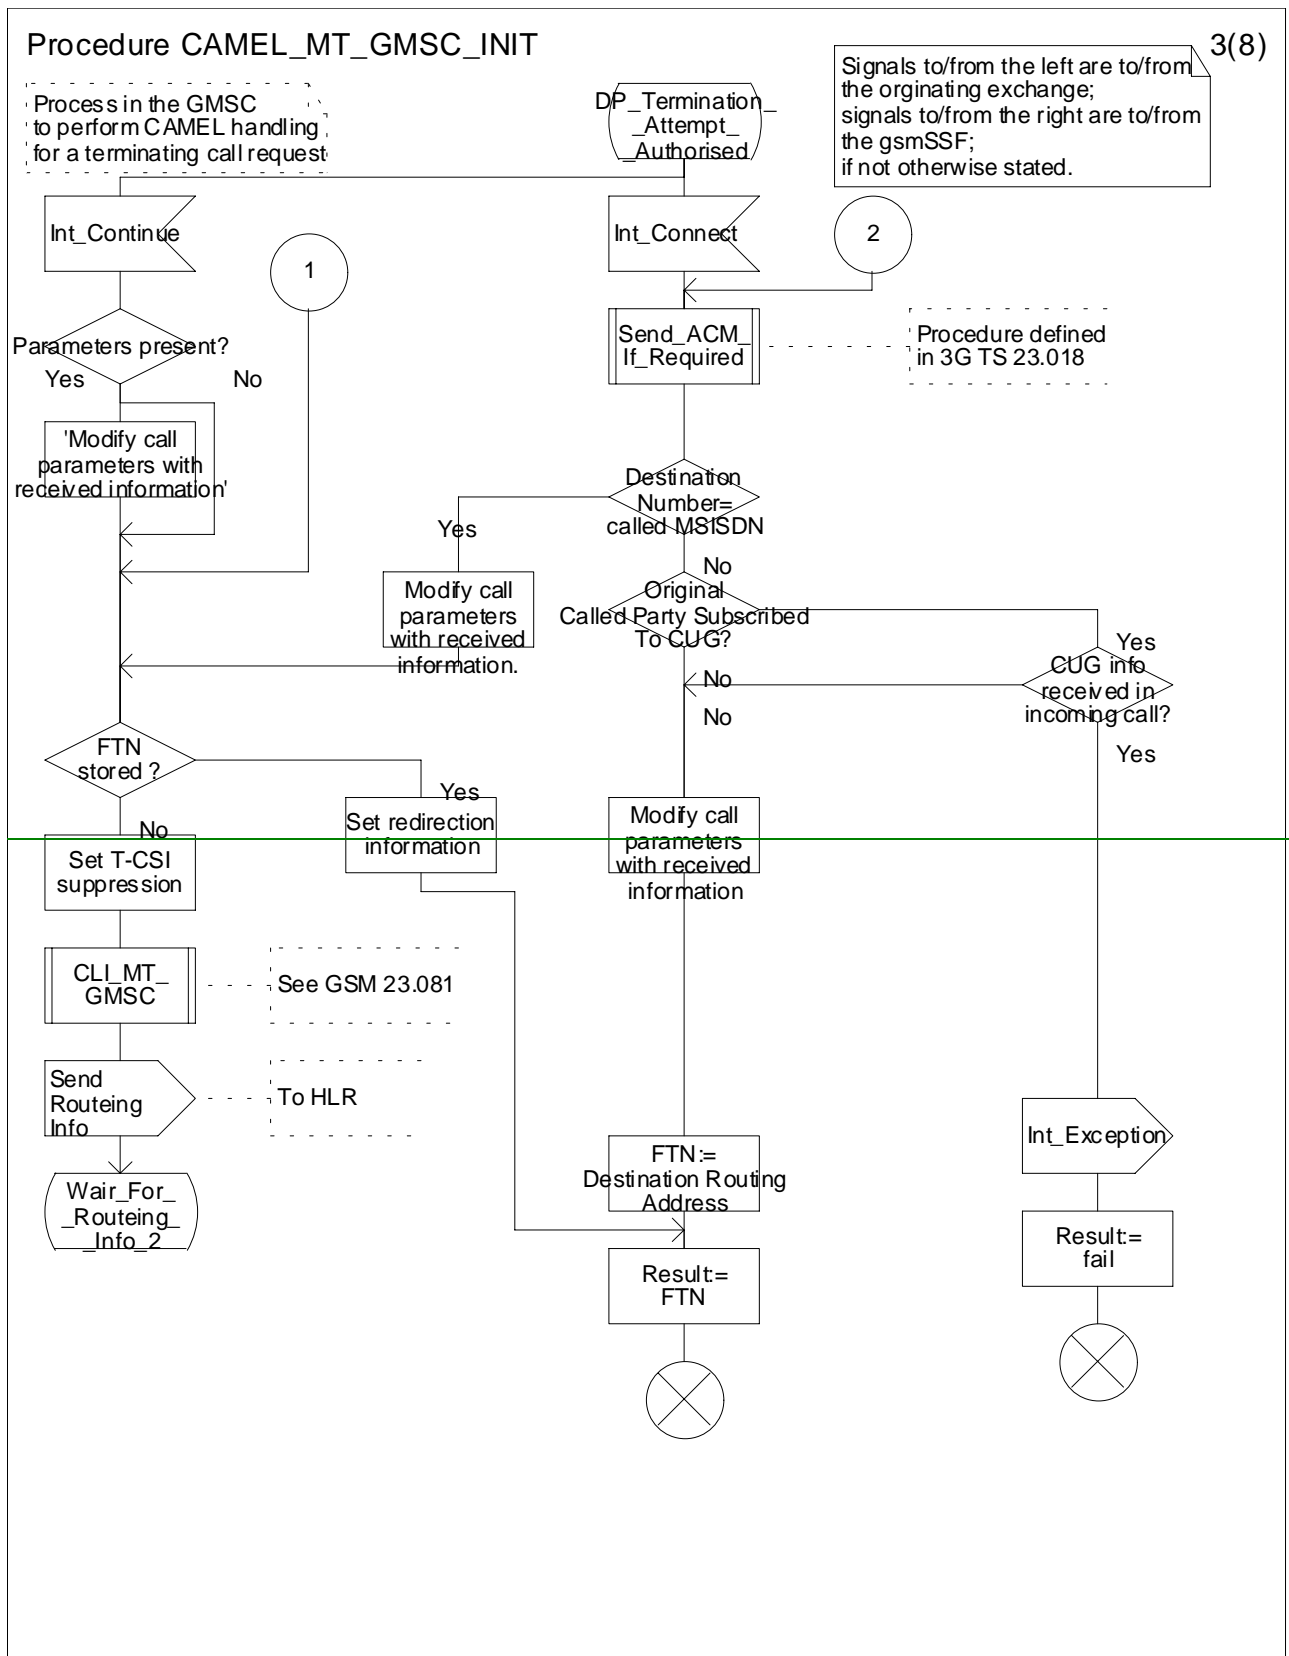 Procedure CAMEL_MT_GMSC_INIT
3(8)
Process in the GMSC
to perform CAMEL handling
for a terminating call request
DP_Termination_
_Attempt_
_Authorised
Signals to/from the left are to/from
the orginating exchange;
signals to/from the right are to/from
the gsmSSF;
if not otherwise stated.
Int_Continue
Int_Connect
2
1
Parameters present?
Yes
No
Send_ACM_
If_Required
Procedure defined
in 3G TS 23.018
'Modify call
parameters with
received information'
Destination
Number=
called MSISDN
Yes
No
Modify call
parameters
with received
information.
Original
Called Party Subscribed
To CUG?
Yes
No
No
CUG info
received in
incoming call?
Yes
FTN
stored ?
Yes
No
Set redirection
information
Modify call
parameters
with received
information
Set T-CSI
suppression
CLI_MT_
GMSC
See GSM 23.081
Send
Routeing
Info
To HLR
Int_Exception
FTN:=
Destination Routing
Address
Wair_For_
_Routeing_
_Info_2
Result:=
fail
Result:=
FTN